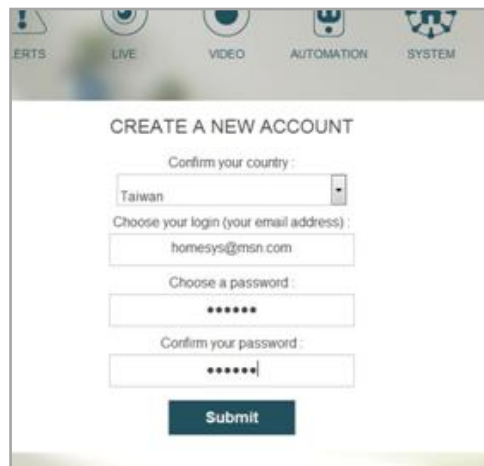 ERTS LIVE VIDEO AUTOMATION SYSTEM
CREATE A NEW ACCOUNT
Confirm your country :
Taiwan
Choose your login (your email address) :
homesys@msn.com
Choose a password :
••••••
Confirm your password :
••••••
Submit